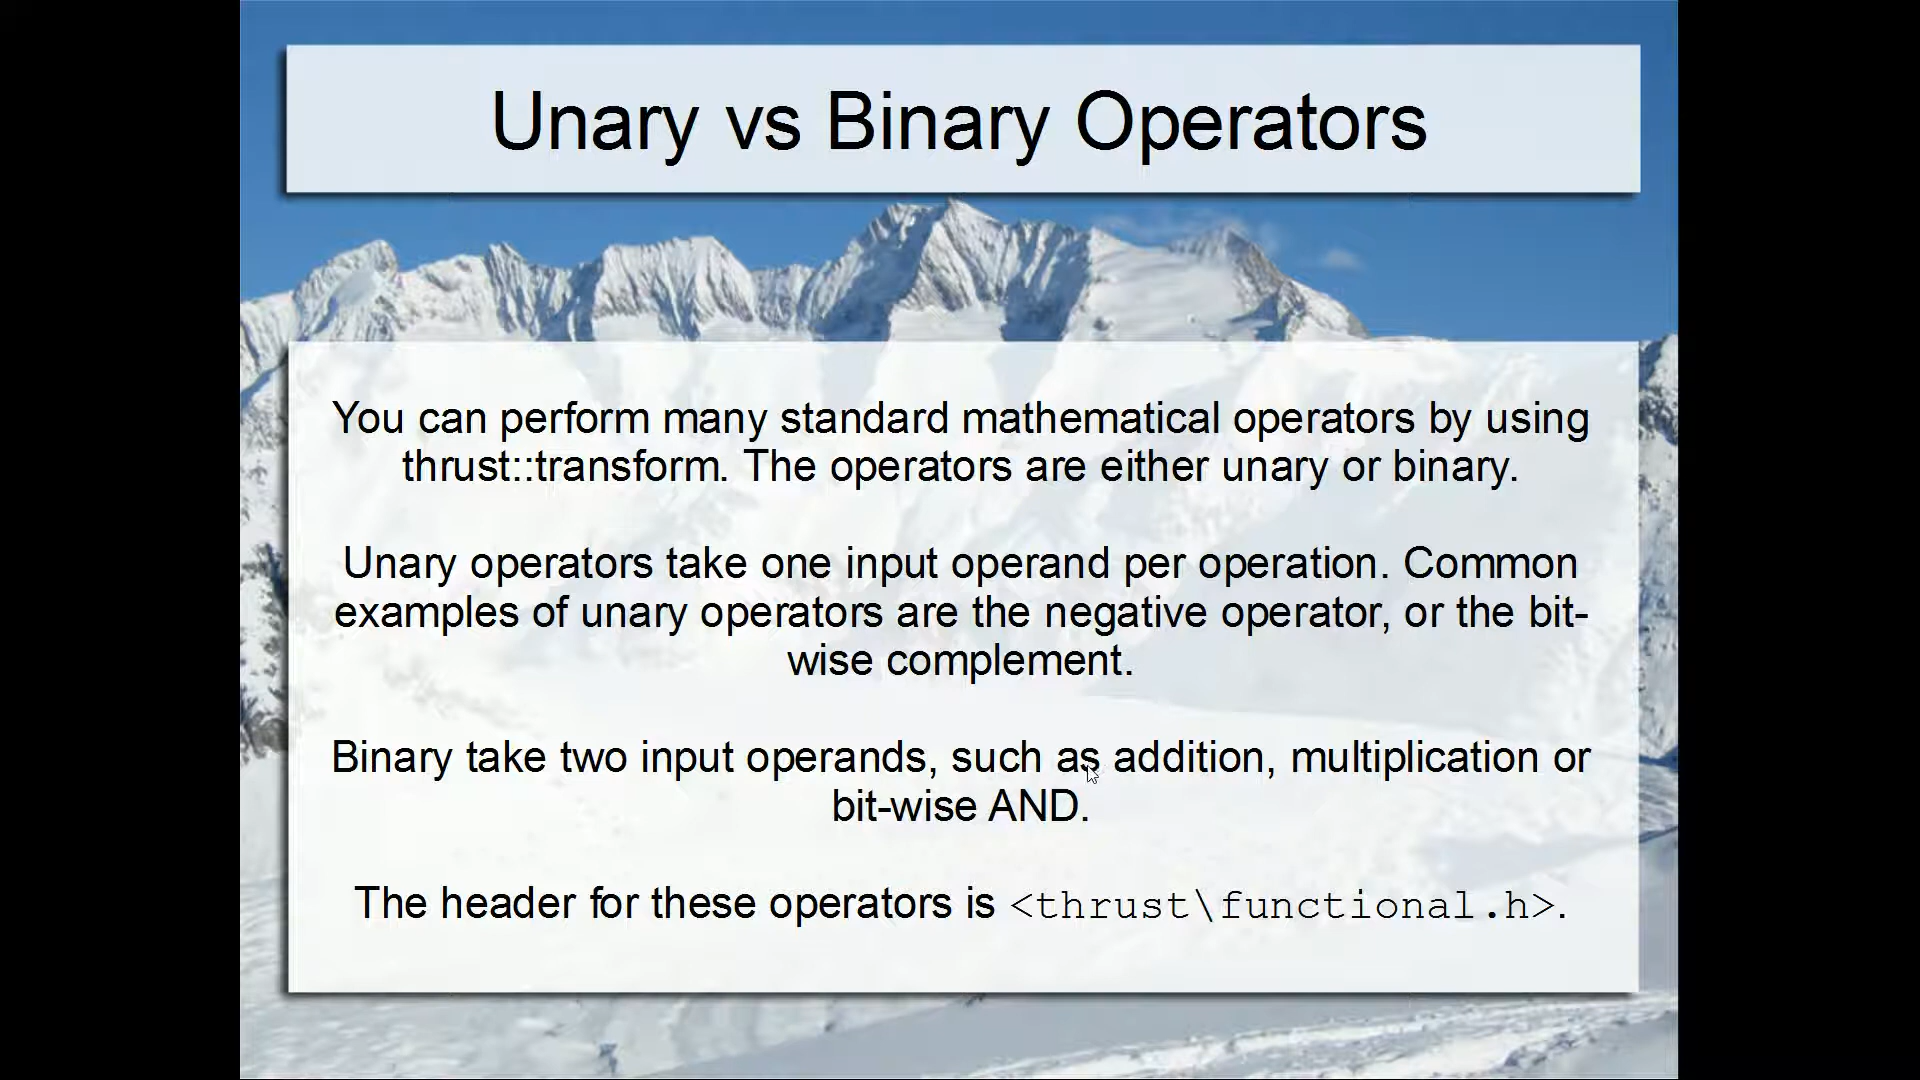 Unary vs Binary Operators
You can perform many standard mathematical operators by using
thrust::transform. The operators are either unary or binary.
Unary operators take one input operand per operation. Common
examples of unary operators are the negative operator, or the bit-
wise complement.
Binary take two input operands, such as addition, multiplication or
bit-wise AND.
The header for these operators is <thrust\functional.h>.